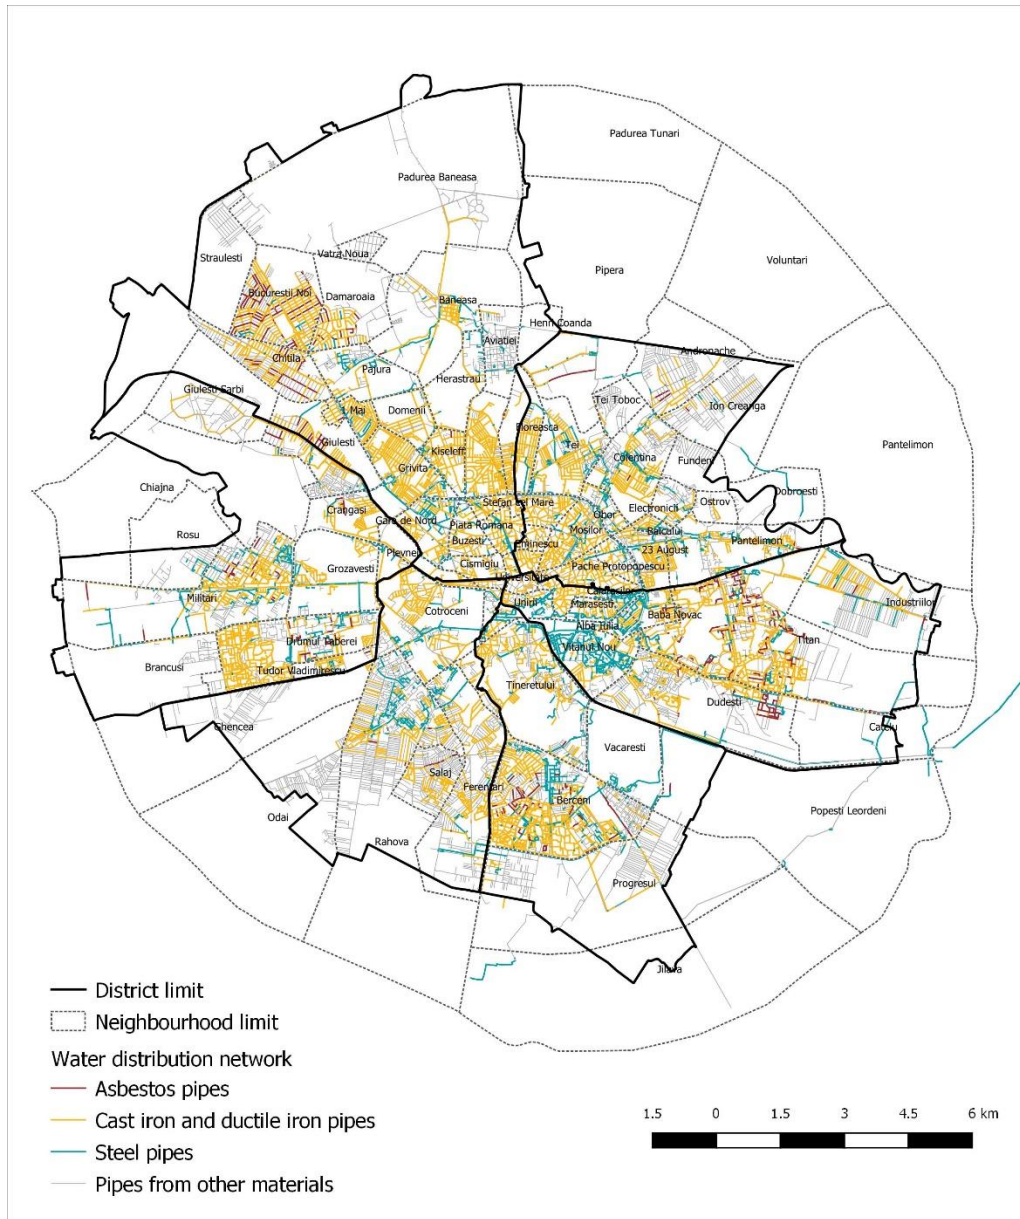 Padurea Tunari
Padurea Baneasa
Straulesti
Vatra Noua
Pipera
Voluntari
Bucurestii Noi
Damaroaia
Baneasa
Henri Coanda
Aviatiei
Andronache
Chitila
Pajura
Herastrau
Giulesti Sarbi
Tei Toboc
Ion Creanga
1 Mai
Domenii
Floreasca
Tei
Giulesti
Kiseleff
Colentina
Fundeni
Pantelimon
Grivita
Chiajna
Dobroesti
Stefan cel Mare
Ostrov
Crangasi
Electronicii
Gara de Nord
Obor
Piata Romana
Mosilor
Baicului
Rosu
Buzesti
Eminescu
23 August
Pantelimon
Plevnei
Cismigiu
Pache Protopopescu
Grozavesti
Universitate
Calarasilor
Militari
Unirii
Marasesti
Industriilor
Cotroceni
Baba Novac
Alba Iulia
Drumul Taberei
Titan
Vitanul Nou
Brancusi
Tudor Vladimirescu
Tineretului
Dudesti
Ghencea
Catelu
Vacaresti
Salaj
Ferentari
Berceni
Popesti Leordeni
Odai
Rahova
Progresul
Jilava
District limit
Neighbourhood limit
Water distribution network
Asbestos pipes
Cast iron and ductile iron pipes
Steel pipes
Pipes from other materials
1.5 0 1.5 3 4.5 6 km